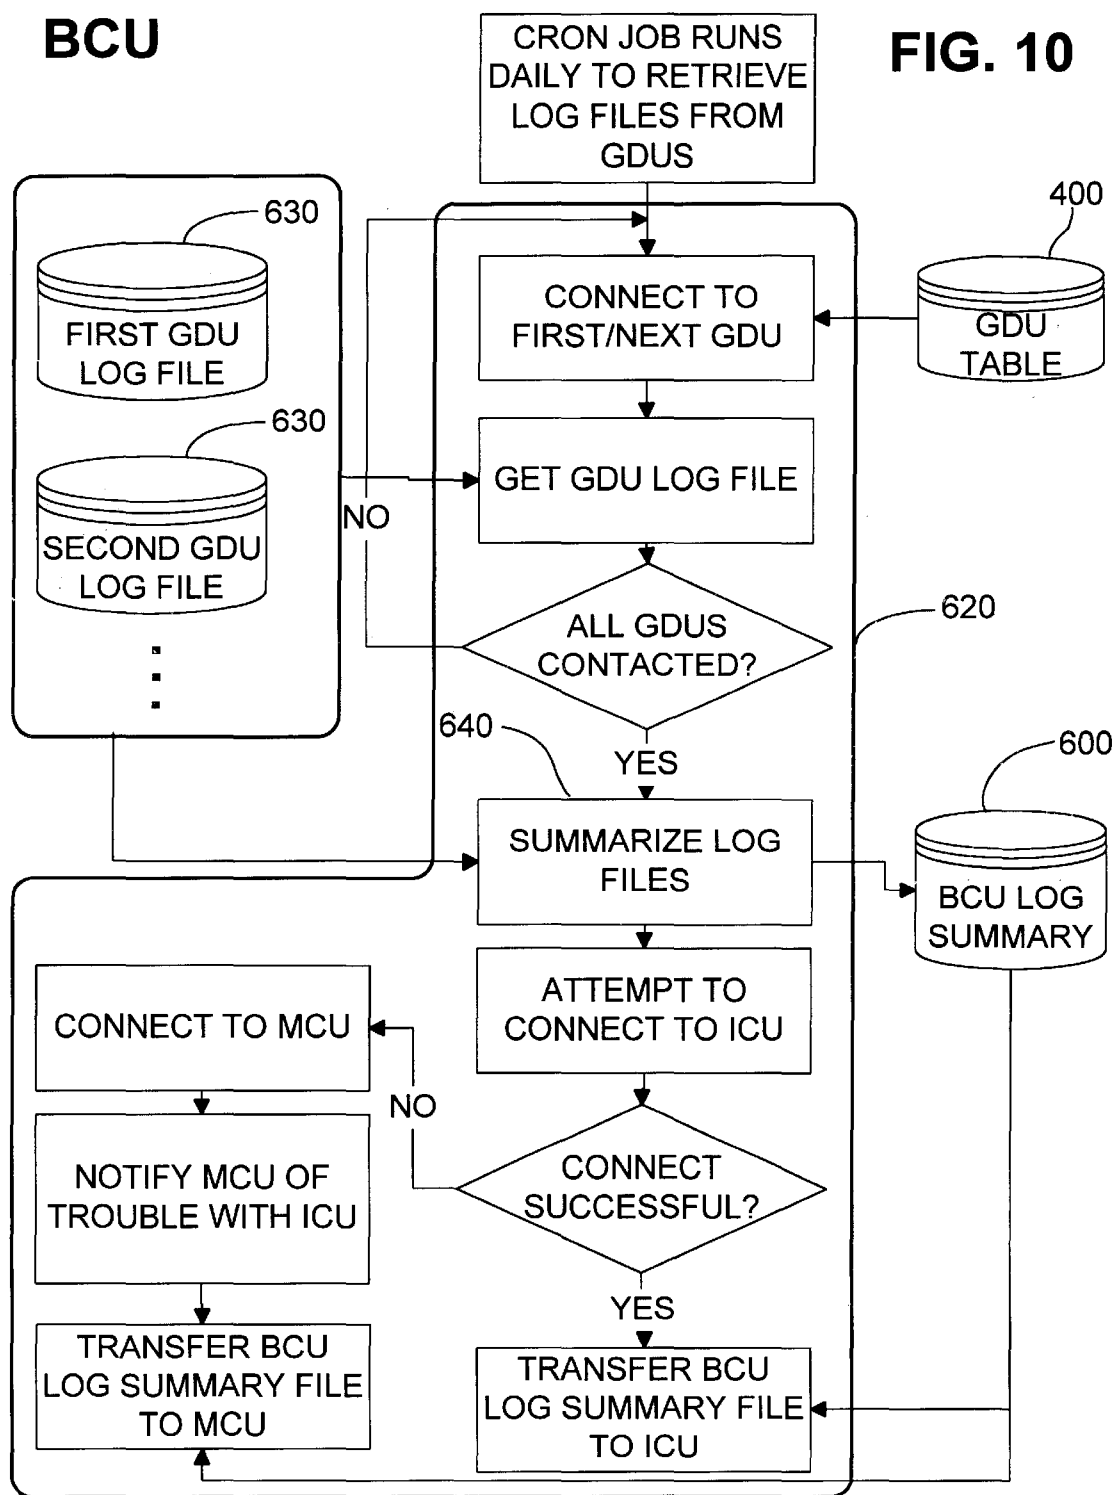 BCU
FIG. 10
CRON JOB RUNS
DAILY TO RETRIEVE
LOG FILES FROM
GDUS
630
FIRST GDU
LOG FILE
630
SECOND GDU
LOG FILE
400
GDU
TABLE
CONNECT TO
FIRST/NEXT GDU
GET GDU LOG FILE
NO
ALL GDUS
CONTACTED?
620
640
YES
600
SUMMARIZE LOG
FILES
BCU LOG
SUMMARY
ATTEMPT TO
CONNECT TO ICU
CONNECT TO MCU
NO
CONNECT
SUCCESSFUL?
NOTIFY MCU OF
TROUBLE WITH ICU
YES
TRANSFER BCU
LOG SUMMARY FILE
TO MCU
TRANSFER BCU
LOG SUMMARY FILE
TO ICU